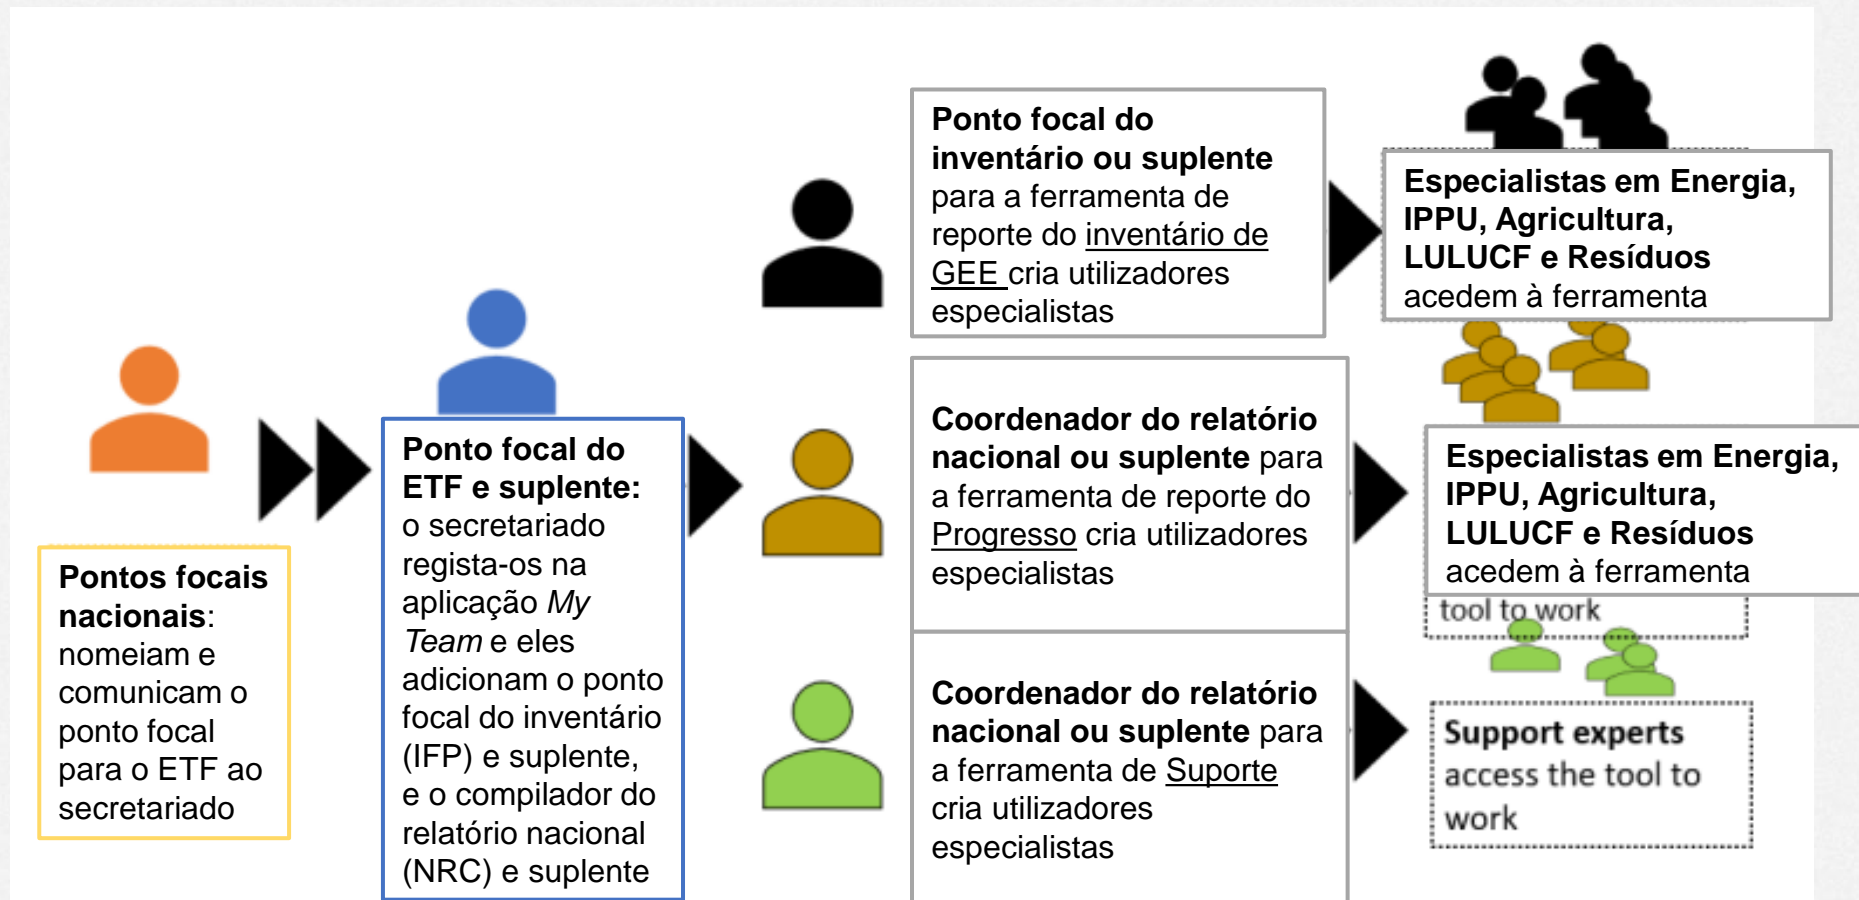 Pontos focais
nacionais:
nomeiam e
comunicam o
ponto focal
para o ETF ao
secretariado
Ponto focal do
ETF e suplente:
o secretariado
regista-os na
aplicação My
Team e eles
adicionam o ponto
focal do inventário
(IFP) e suplente,
e o compilador do
relatório nacional
(NRC) e suplente
Ponto focal do
inventário ou suplente
para a ferramenta de
reporte do inventário de
GEE cria utilizadores
especialistas
Especialistas em Energia,
IPPU, Agricultura,
LULUCF e Resíduos
acedem à ferramenta
Coordenador do relatório
nacional ou suplente para
a ferramenta de reporte do
Progresso cria utilizadores
especialistas
Especialistas em Energia,
IPPU, Agricultura,
LULUCF e Resíduos
acedem à ferramenta
tool to work
Coordenador do relatório
nacional ou suplente para
a ferramenta de Suporte
cria utilizadores
especialistas
Support experts
access the tool to
work